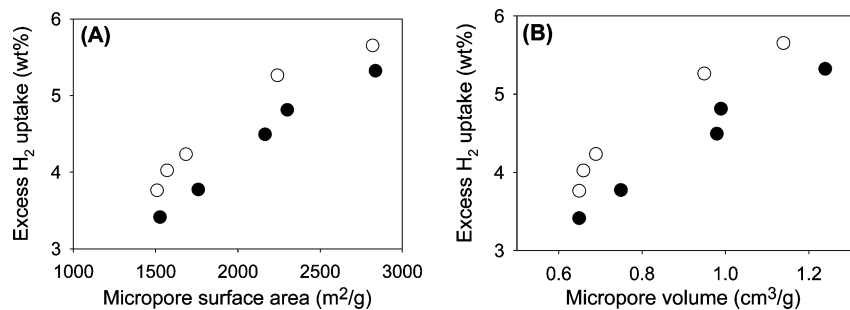 (A)
Excess H₂ uptake (wt%)
6
5
4
3
1000 1500 2000 2500 3000
Micropore surface area (m²/g)
(B)
Excess H₂ uptake (wt%)
6
5
4
3
0.6 0.8 1.0 1.2
Micropore volume (cm³/g)